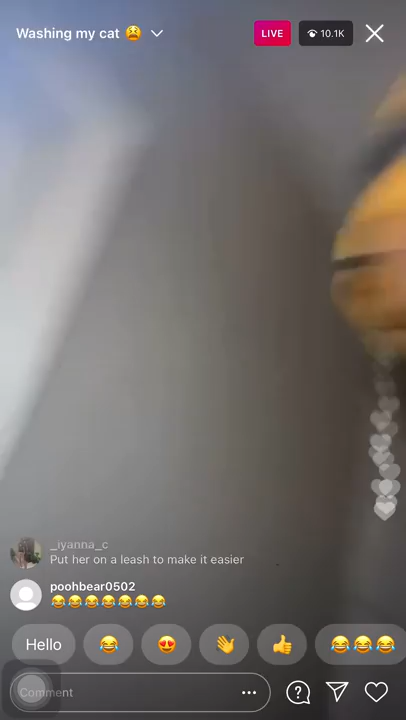 Washing my cat 😫
LIVE
10.1K
_iyanna_c
Put her on a leash to make it easier
poohbear0502
😂😂😂😂😂😂😂
Hello 😂 😍 👋 👍 😂😂😂
Comment